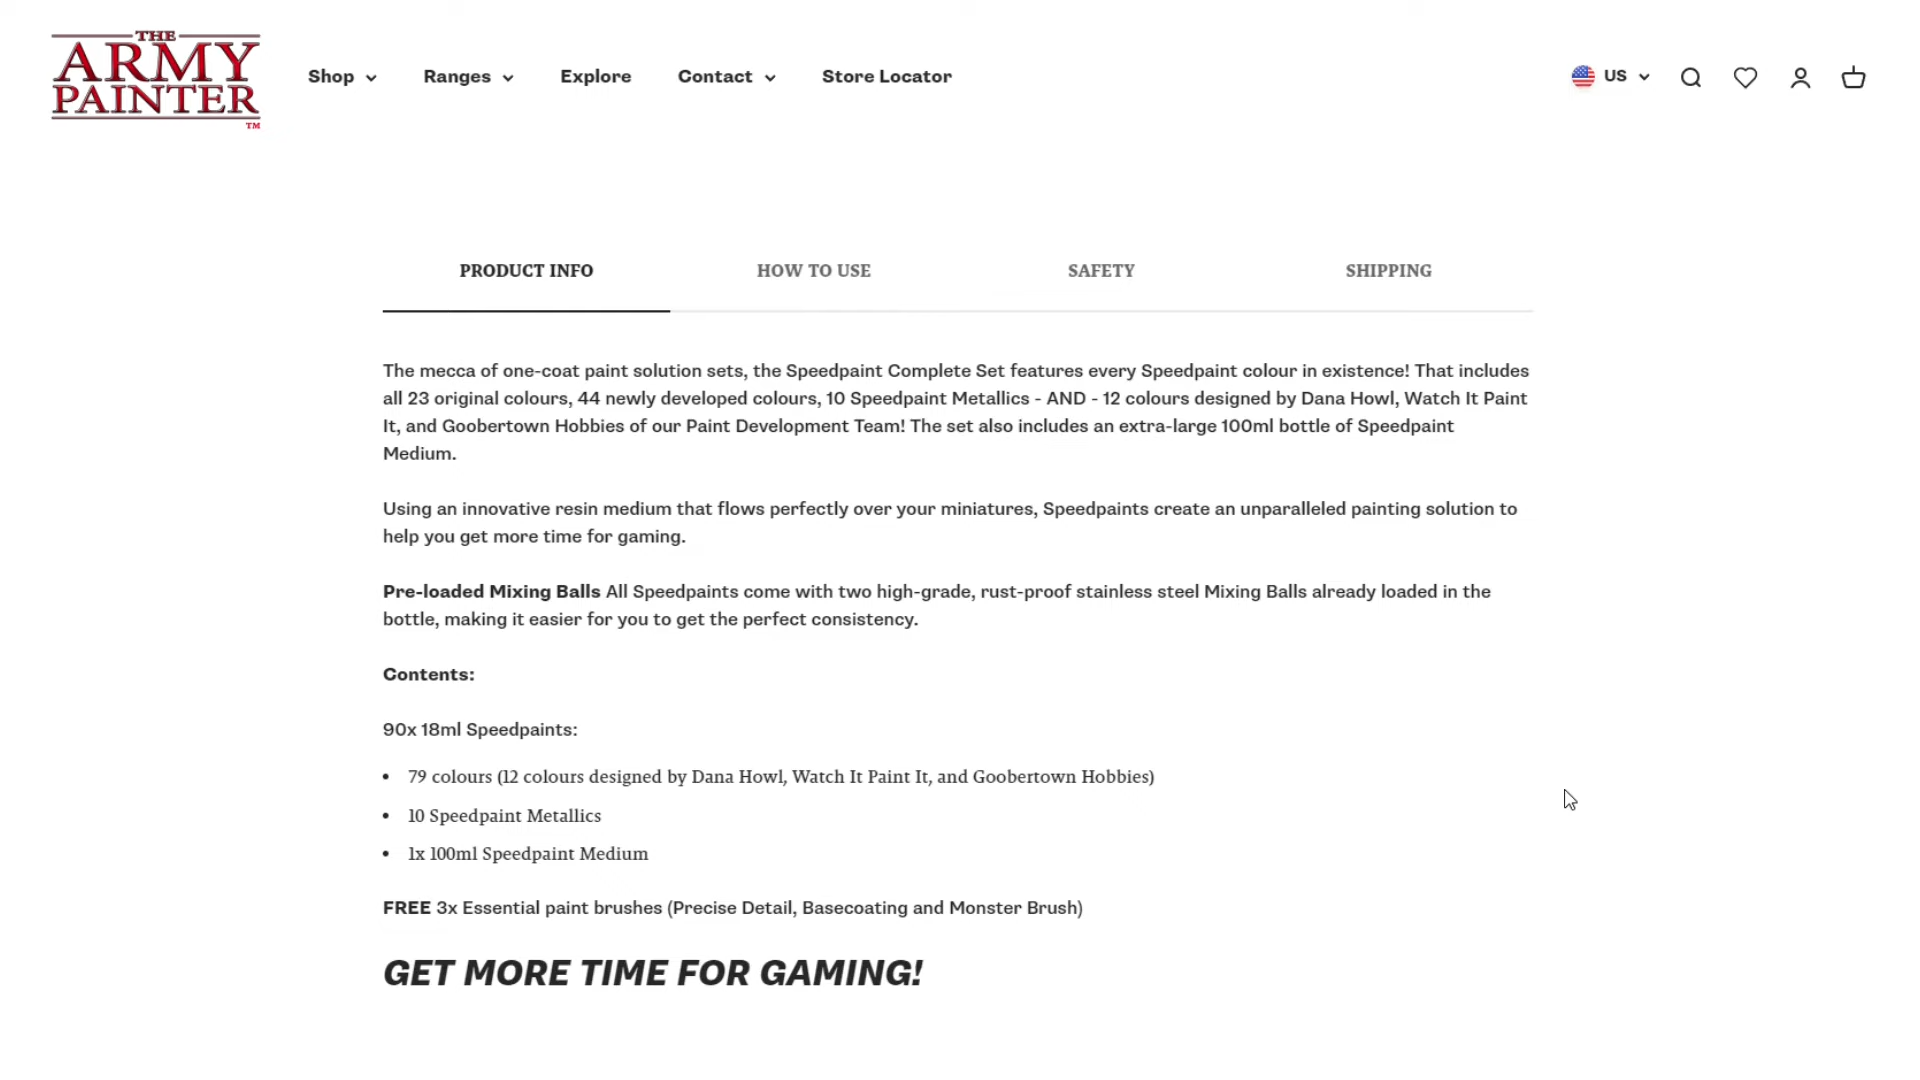 THE
ARMY
PAINTER
TM
Shop
Ranges
Explore
Contact
Store Locator
US
PRODUCT INFO
HOW TO USE
SAFETY
SHIPPING
The mecca of one-coat paint solution sets, the Speedpaint Complete Set features every Speedpaint colour in existence! That includes
all 23 original colours, 44 newly developed colours, 10 Speedpaint Metallics - AND - 12 colours designed by Dana Howl, Watch It Paint
It, and Goobertown Hobbies of our Paint Development Team! The set also includes an extra-large 100ml bottle of Speedpaint
Medium.
Using an innovative resin medium that flows perfectly over your miniatures, Speedpaints create an unparalleled painting solution to
help you get more time for gaming.
Pre-loaded Mixing Balls All Speedpaints come with two high-grade, rust-proof stainless steel Mixing Balls already loaded in the
bottle, making it easier for you to get the perfect consistency.
Contents:
90x 18ml Speedpaints:
• 79 colours (12 colours designed by Dana Howl, Watch It Paint It, and Goobertown Hobbies)
• 10 Speedpaint Metallics
• 1x 100ml Speedpaint Medium
FREE 3x Essential paint brushes (Precise Detail, Basecoating and Monster Brush)
GET MORE TIME FOR GAMING!